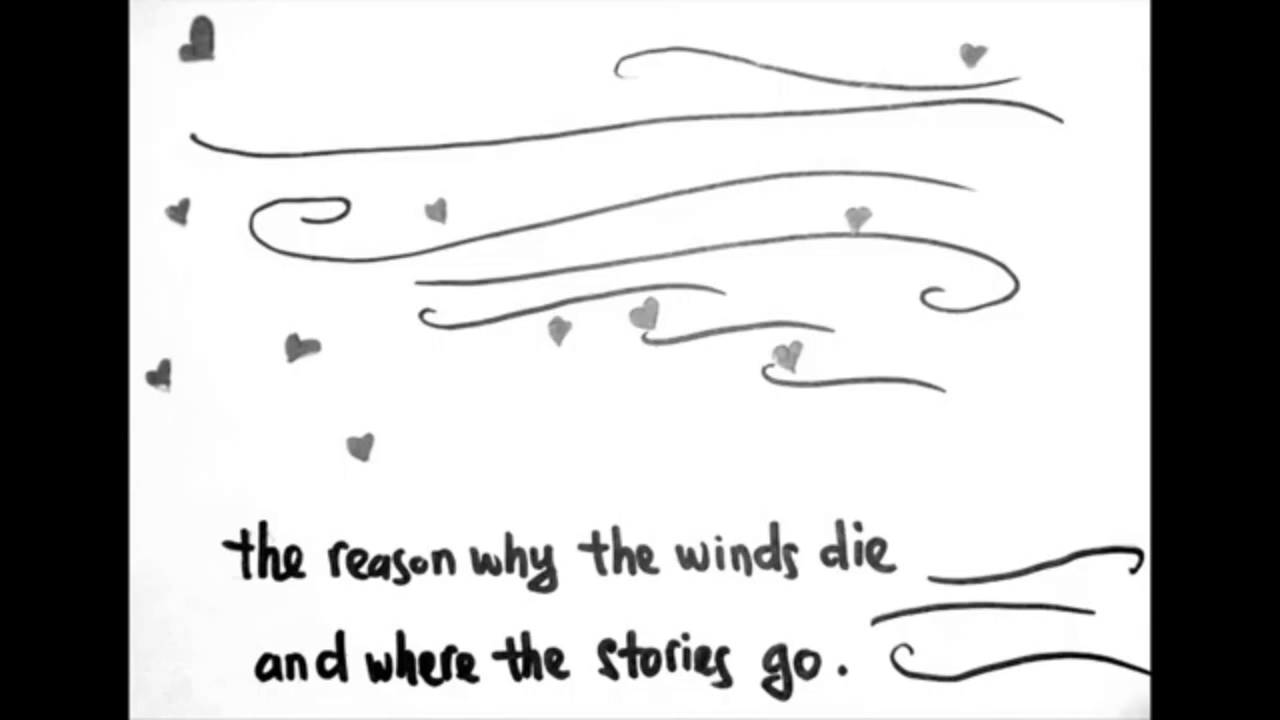 the reason why the winds die
and where the stories go.